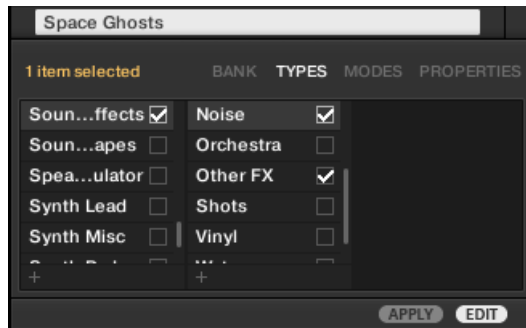 Space Ghosts
1 item selected BANK TYPES MODES PROPERTIES
Soun...ffects Noise
Soun...apes Orchestra
Spea...ulator Other FX
Synth Lead Shots
Synth Misc Vinyl
+ +
APPLY EDIT